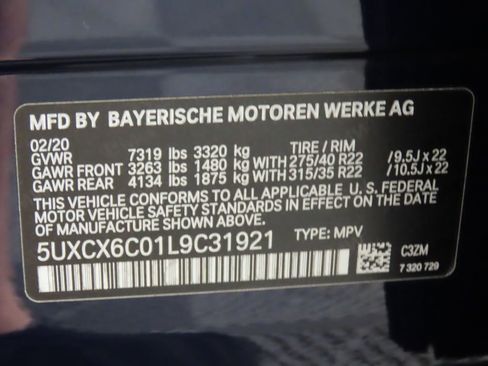 MFD BY BAYERISCHE MOTOREN WERKE AG
02/20
GVWR 7319 lbs 3320 kg TIRE / RIM
GAWR FRONT 3263 lbs 1480 kg WITH 275/40 R22 / 9,5J x 22
GAWR REAR 4134 lbs 1875 kg WITH 315/35 R22 / 10,5J x 22
THIS VEHICLE CONFORMS TO ALL APPLICABLE U. S. FEDERAL
MOTOR VEHICLE SAFETY STANDARDS IN EFFECT ON THE DATE
OF MANUFACTURE SHOWN ABOVE.
5UXCX6C01L9C31921 TYPE: MPV
C3ZM
7 320 729